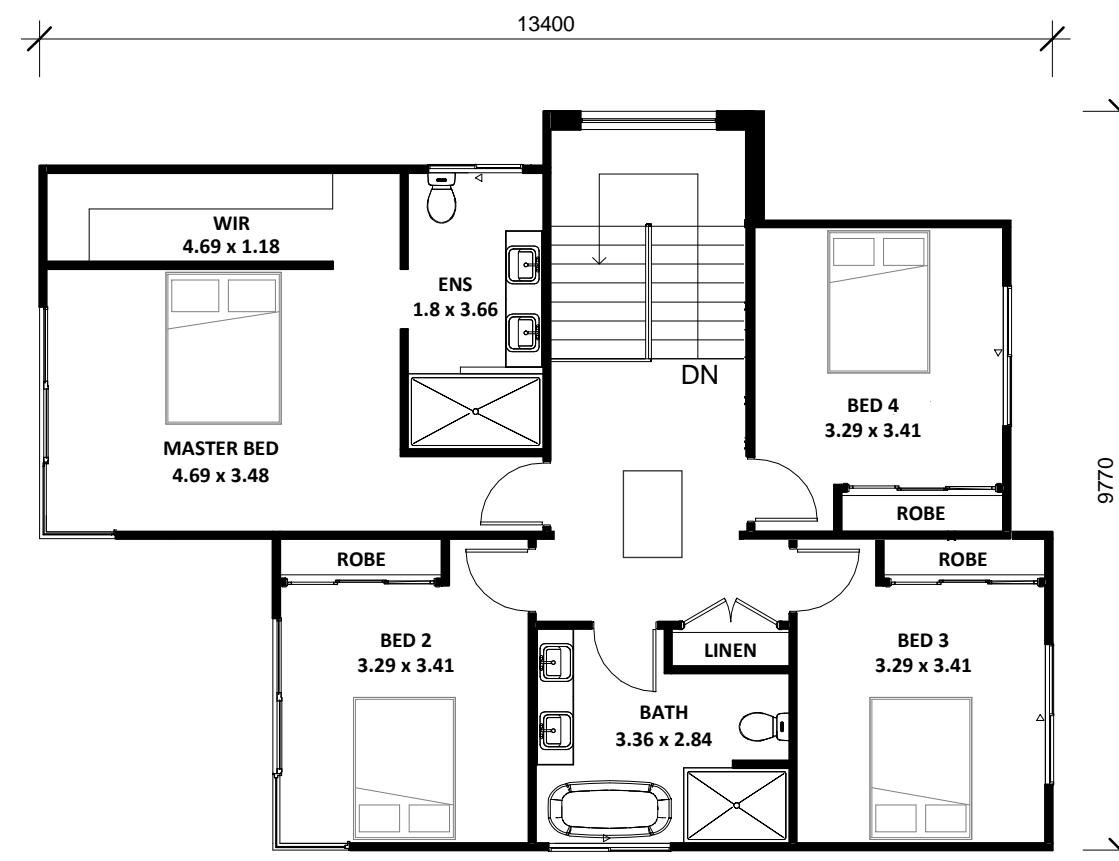 13400
WIR
4.69 x 1.18
ENS
1.8 x 3.66
DN
BED 4
3.29 x 3.41
MASTER BED
4.69 x 3.48
9770
ROBE
ROBE
ROBE
BED 2
3.29 x 3.41
LINEN
BED 3
3.29 x 3.41
BATH
3.36 x 2.84